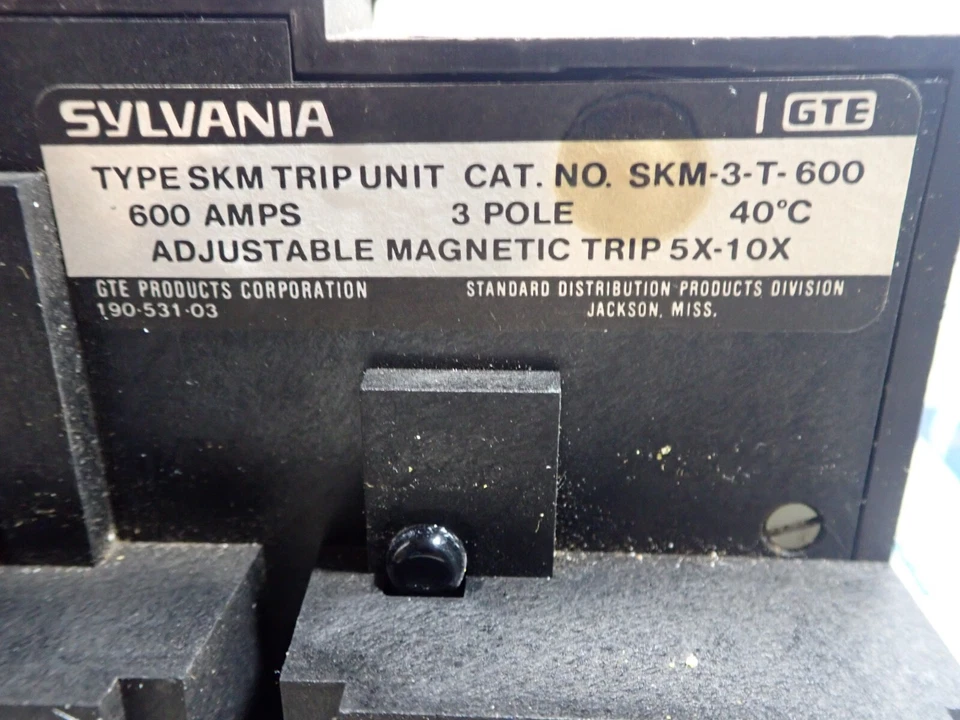 SYLVANIA | GTE
TYPE SKM TRIP UNIT CAT. NO. SKM-3-T-600
600 AMPS 3 POLE 40°C
ADJUSTABLE MAGNETIC TRIP 5X-10X
GTE PRODUCTS CORPORATION STANDARD DISTRIBUTION PRODUCTS DIVISION
190-531-03 JACKSON, MISS.